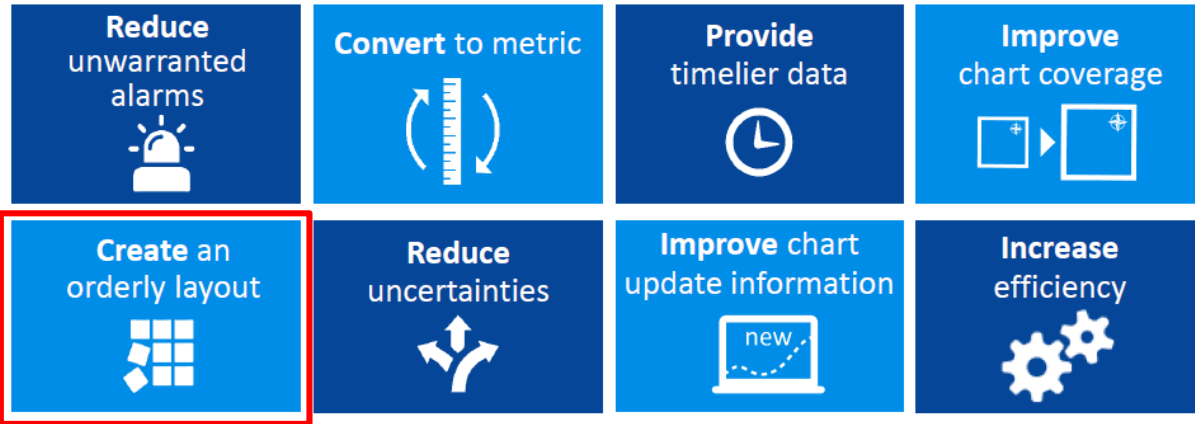 Reduce
unwarranted
alarms
Convert to metric
Provide
timelier data
Improve
chart coverage
Create an
orderly layout
Reduce
uncertainties
Improve chart
update information
new
Increase
efficiency